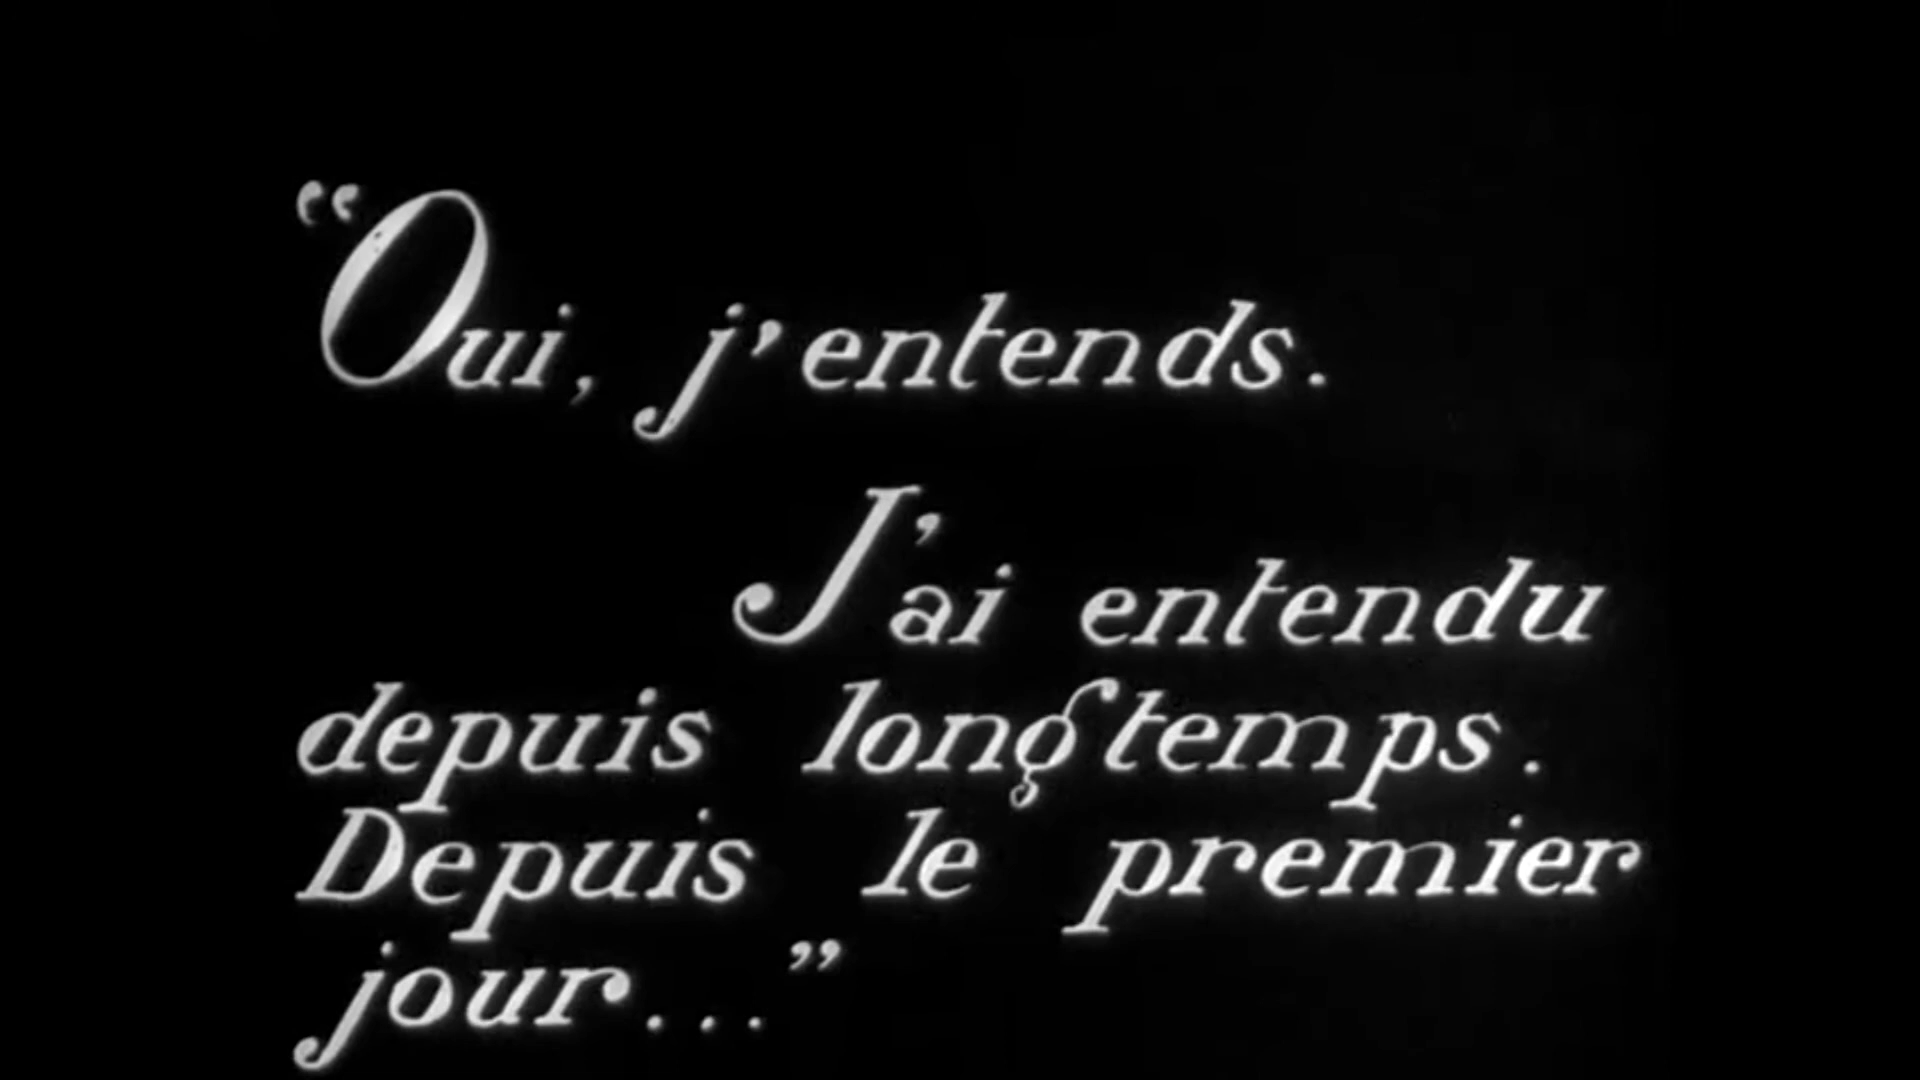 “Oui, j'entends.
J'ai entendu
depuis longtemps.
Depuis le premier
jour...”